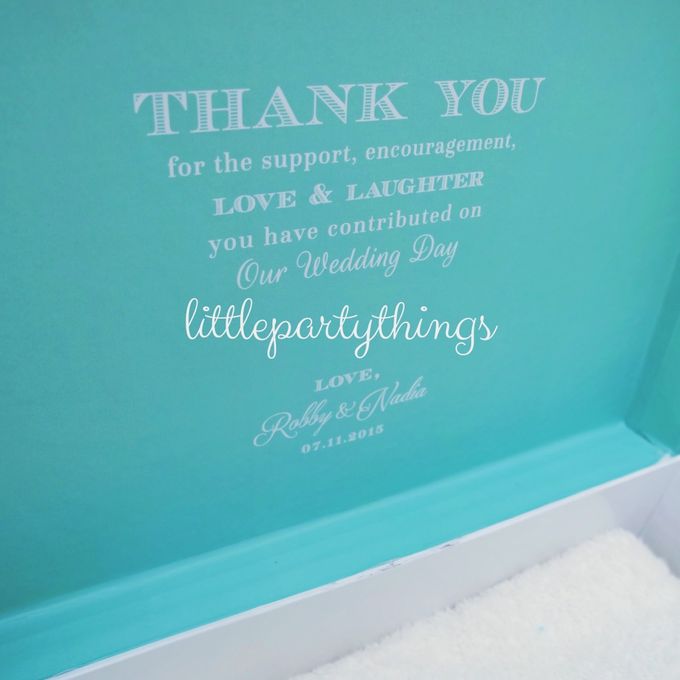 THANK YOU
for the support, encouragement,
LOVE & LAUGHTER
you have contributed on
Our Wedding Day
littlepartythings
LOVE,
Robby & Nadia
07.11.2015